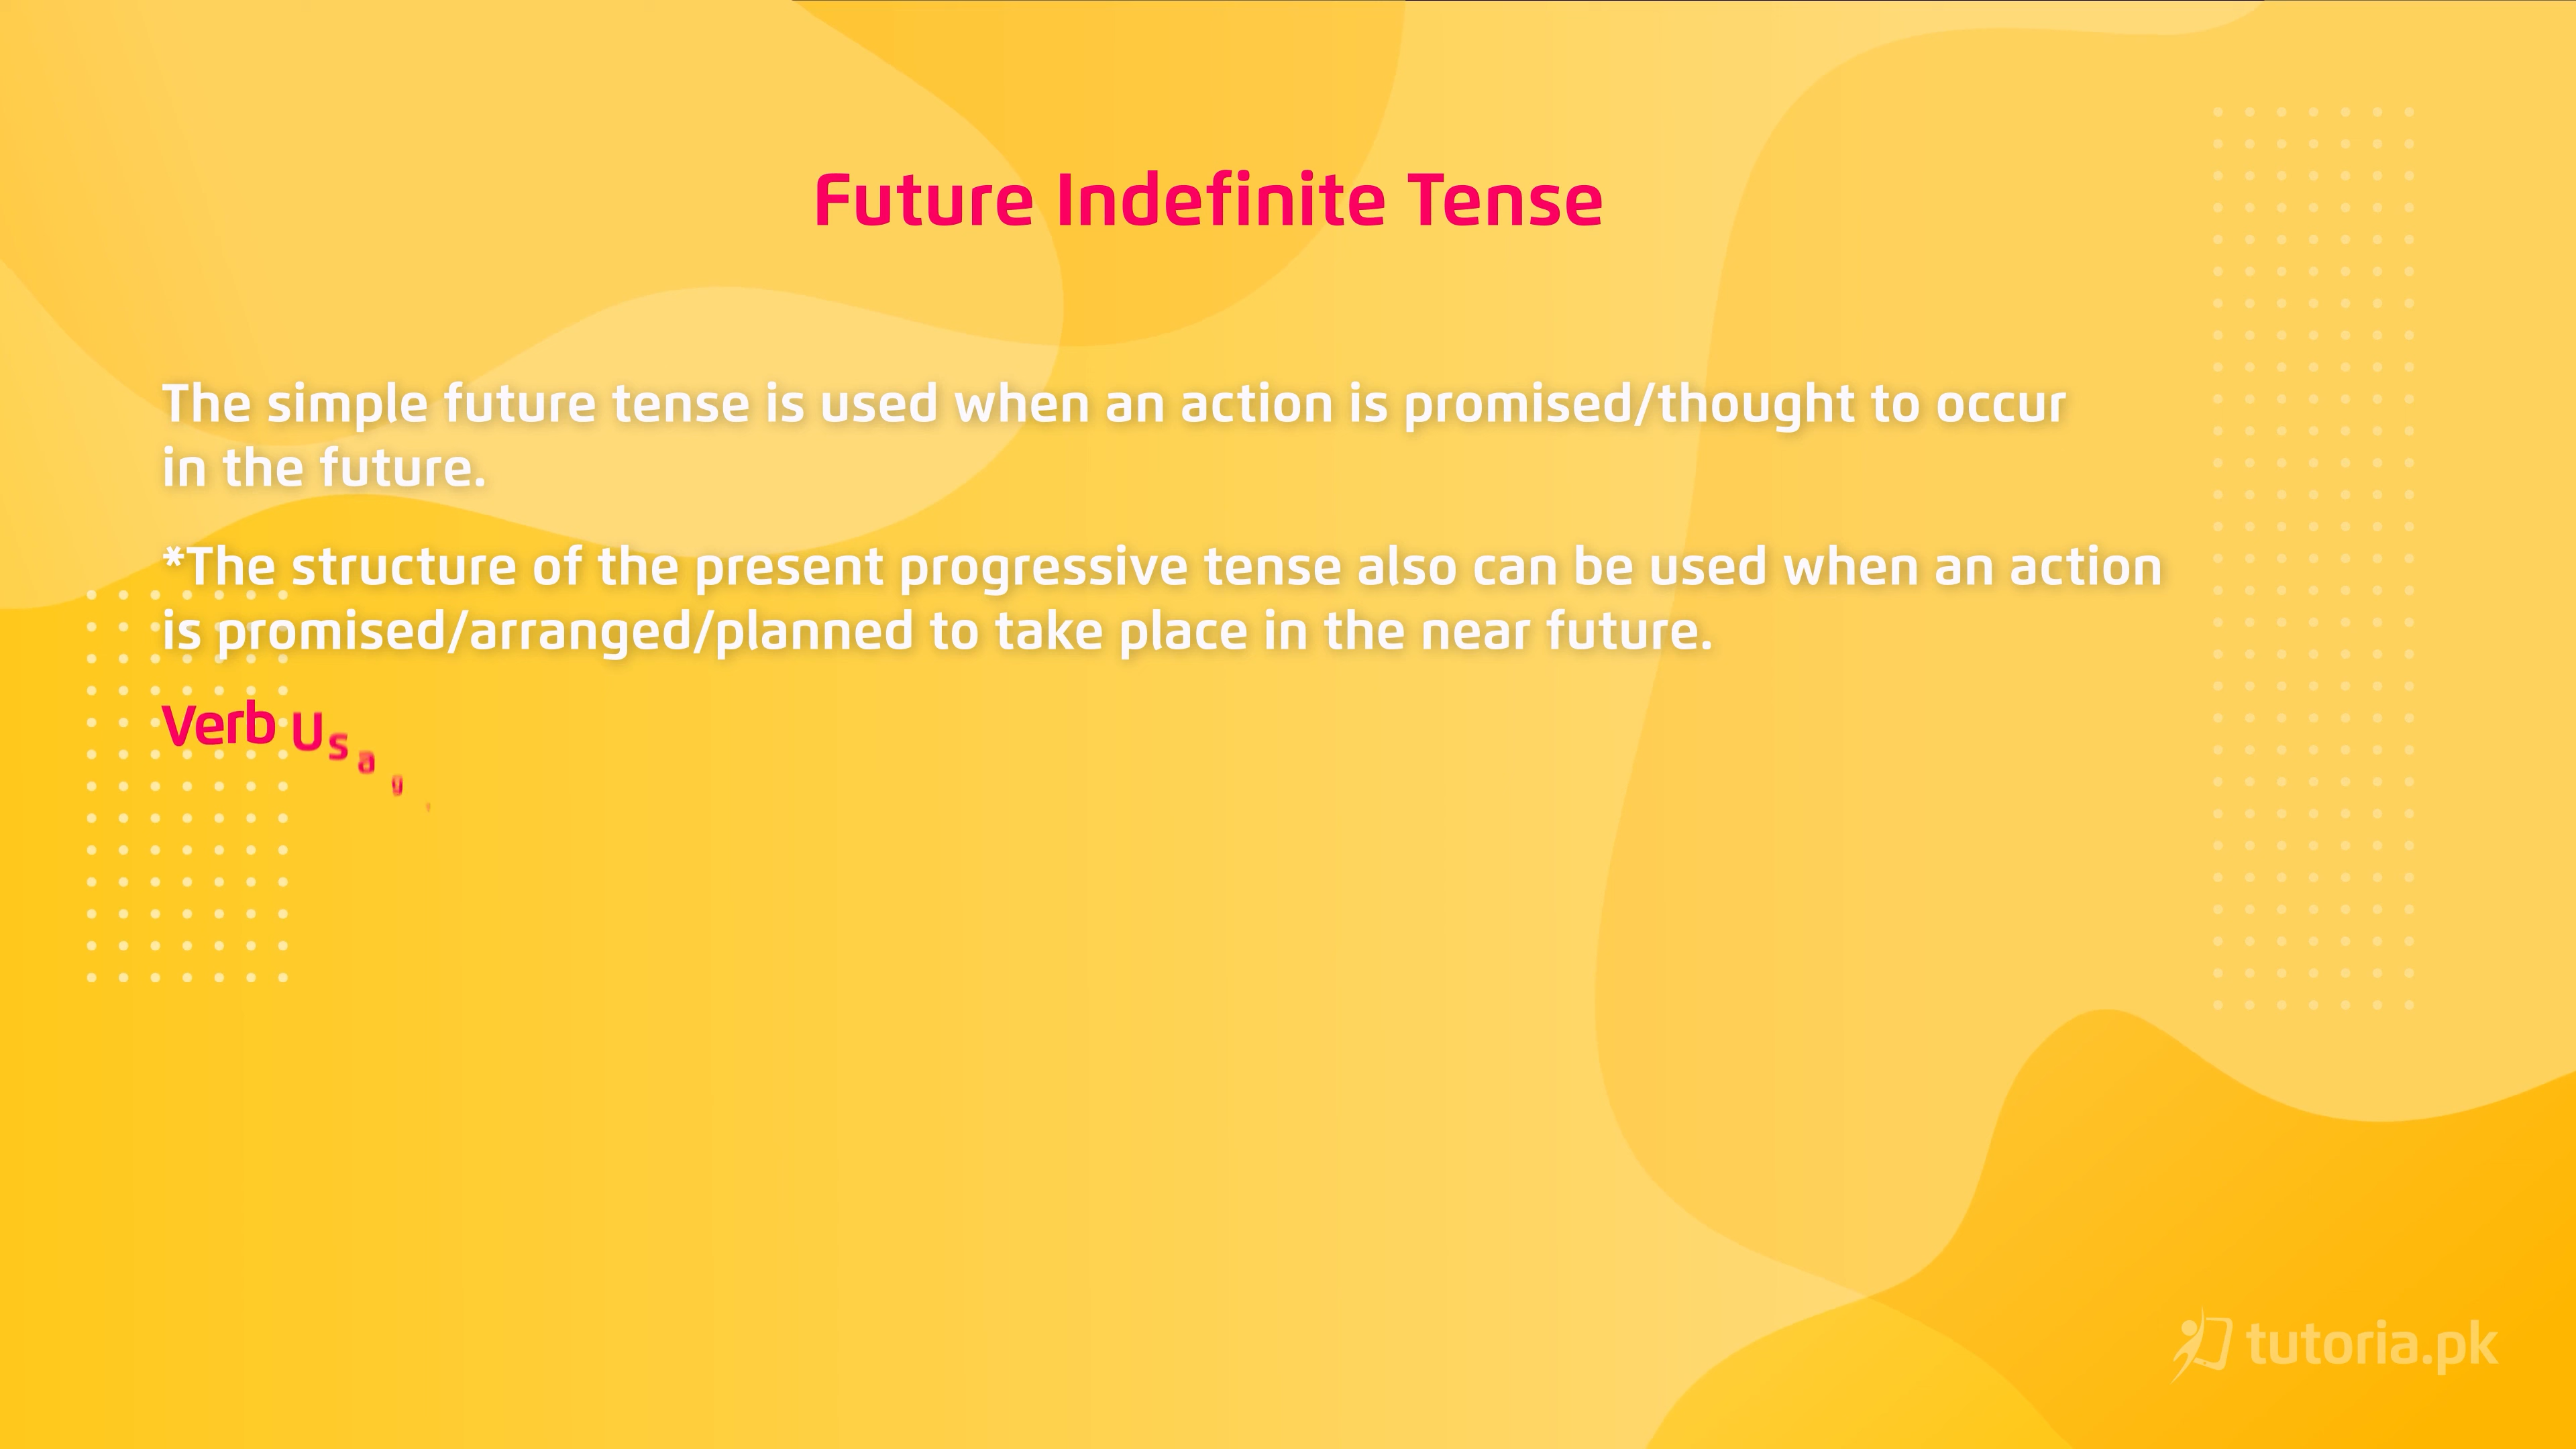 Future Indefinite Tense
The simple future tense is used when an action is promised/thought to occur
in the future.
*The structure of the present progressive tense also can be used when an action
is promised/arranged/planned to take place in the near future.
Verb
tutoria.pk